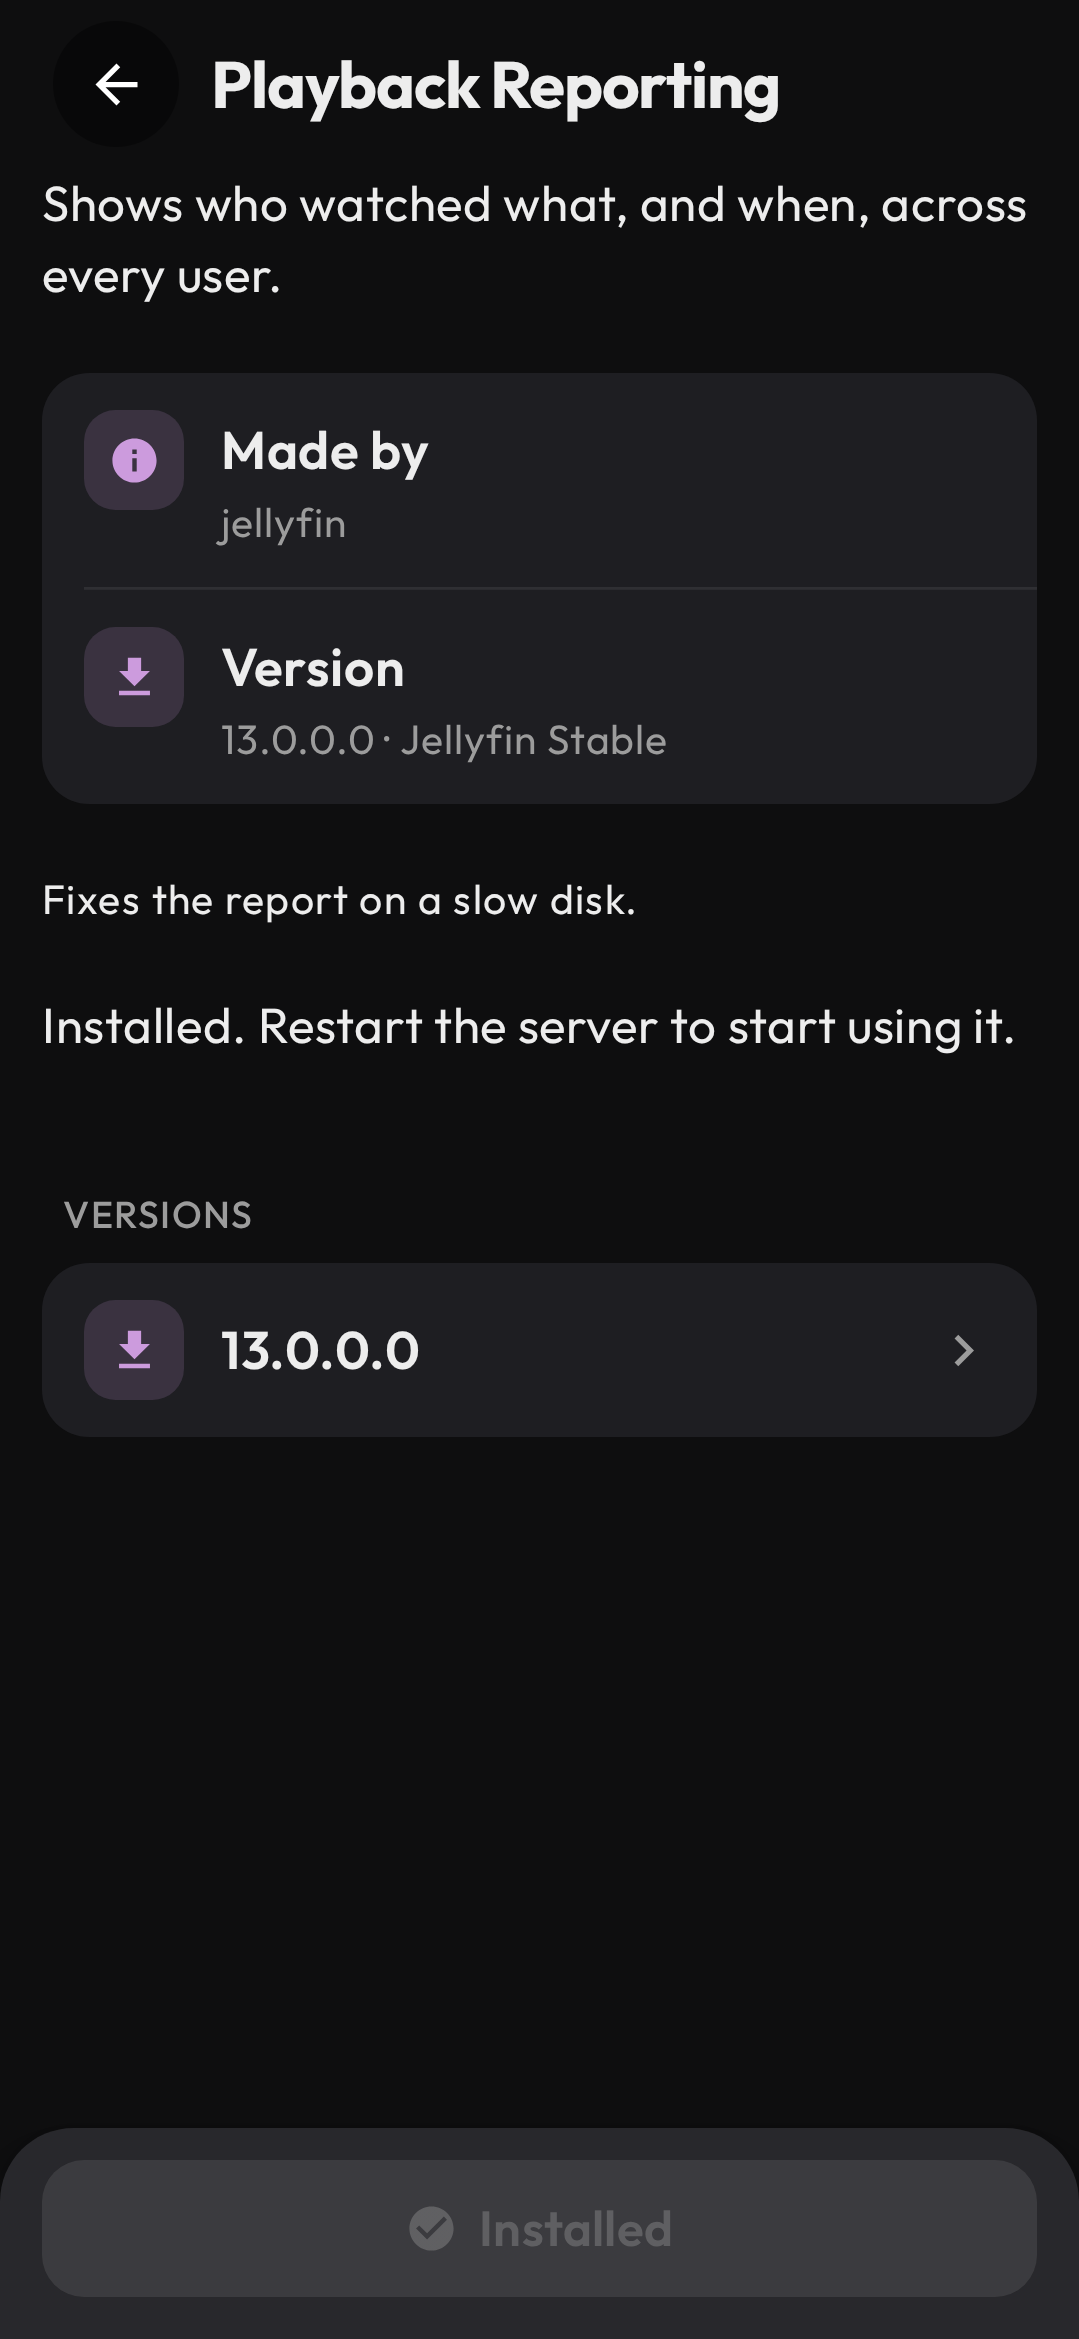 Playback Reporting
Shows who watched what, and when, across
every user.
Made by
jellyfin
Version
13.0.0.0 · Jellyfin Stable
Fixes the report on a slow disk.
Installed. Restart the server to start using it.
VERSIONS
13.0.0.0
Installed